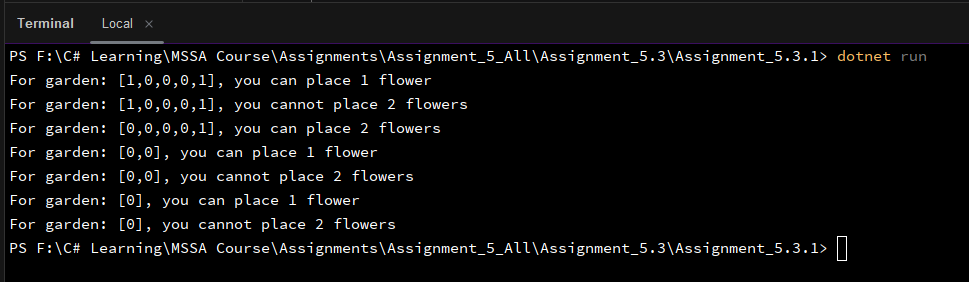 Terminal Local ×
PS F:\C# Learning\MSSA Course\Assignments\Assignment_5_All\Assignment_5.3\Assignment_5.3.1> dotnet run
For garden: [1,0,0,0,1], you can place 1 flower
For garden: [1,0,0,0,1], you cannot place 2 flowers
For garden: [0,0,0,0,1], you can place 2 flowers
For garden: [0,0], you can place 1 flower
For garden: [0,0], you cannot place 2 flowers
For garden: [0], you can place 1 flower
For garden: [0], you cannot place 2 flowers
PS F:\C# Learning\MSSA Course\Assignments\Assignment_5_All\Assignment_5.3\Assignment_5.3.1>